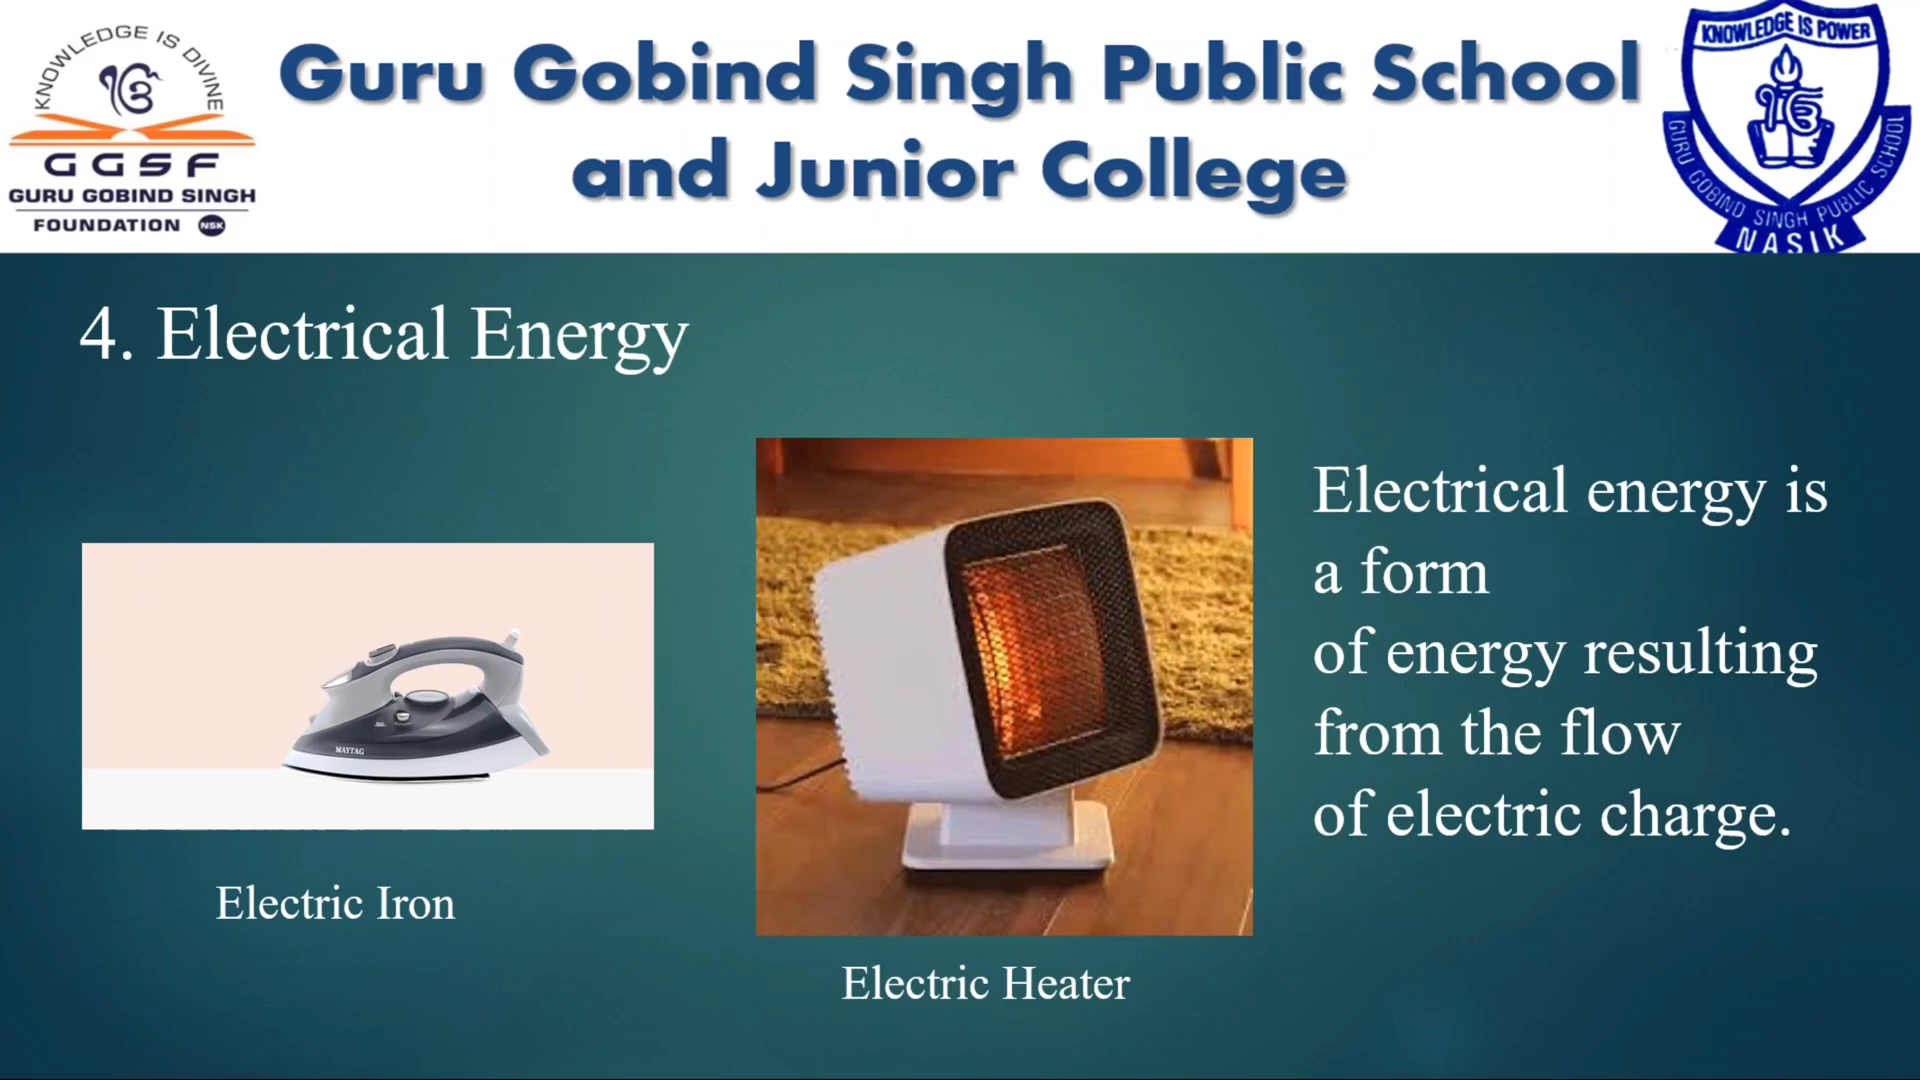 KNOWLEDGE IS DIVINE
GGSF
GURU GOBIND SINGH
FOUNDATION NSK
Guru Gobind Singh Public School
and Junior College
KNOWLEDGE IS POWER
ੴ
GURU GOBIND SINGH PUBLIC SCHOOL
NASIK
4. Electrical Energy
MAYTAG
Electric Iron
Electric Heater
Electrical energy is
a form
of energy resulting
from the flow
of electric charge.